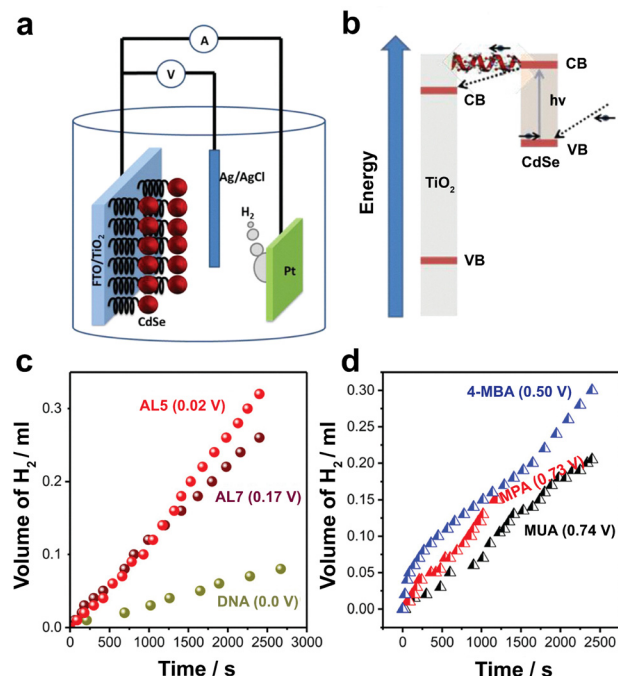 a
A
V
Ag/AgCl
H2
FTO/TiO2
Pt
CdSe
b
Energy
CB
CB
hν
VB
TiO2
CdSe
VB
c
Volume of H2 / ml
0.3
0.2
0.1
0.0
AL5 (0.02 V)
AL7 (0.17 V)
DNA (0.0 V)
0 500 1000 1500 2000 2500 3000
Time / s
d
Volume of H2 / ml
0.30
0.25
0.20
0.15
0.10
0.05
0.00
4-MBA (0.50 V)
MPA (0.73 V)
MUA (0.74 V)
0 500 1000 1500 2000 2500
Time / s